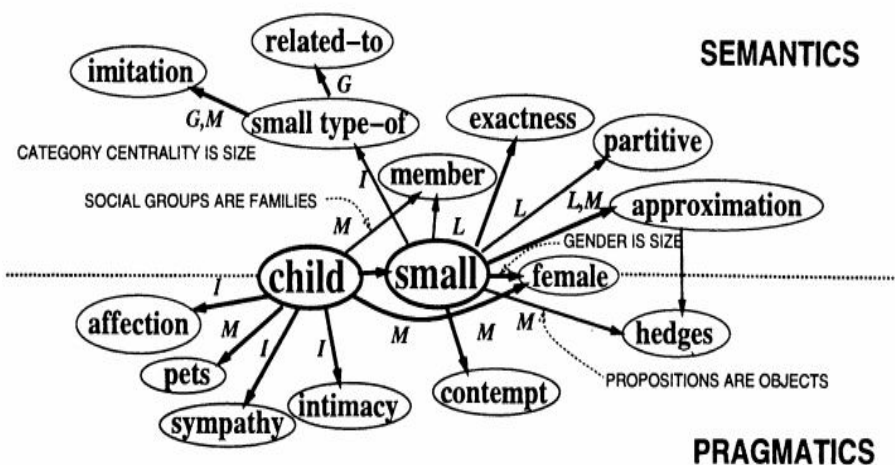 related-to
SEMANTICS
imitation
G
G,M
small type-of
exactness
partitive
CATEGORY CENTRALITY IS SIZE
member
I
L
L,M
approximation
SOCIAL GROUPS ARE FAMILIES
M
L
GENDER IS SIZE
child
small
female
I
affection
M
M
M
M
hedges
I
I
pets
PROPOSITIONS ARE OBJECTS
intimacy
contempt
sympathy
PRAGMATICS